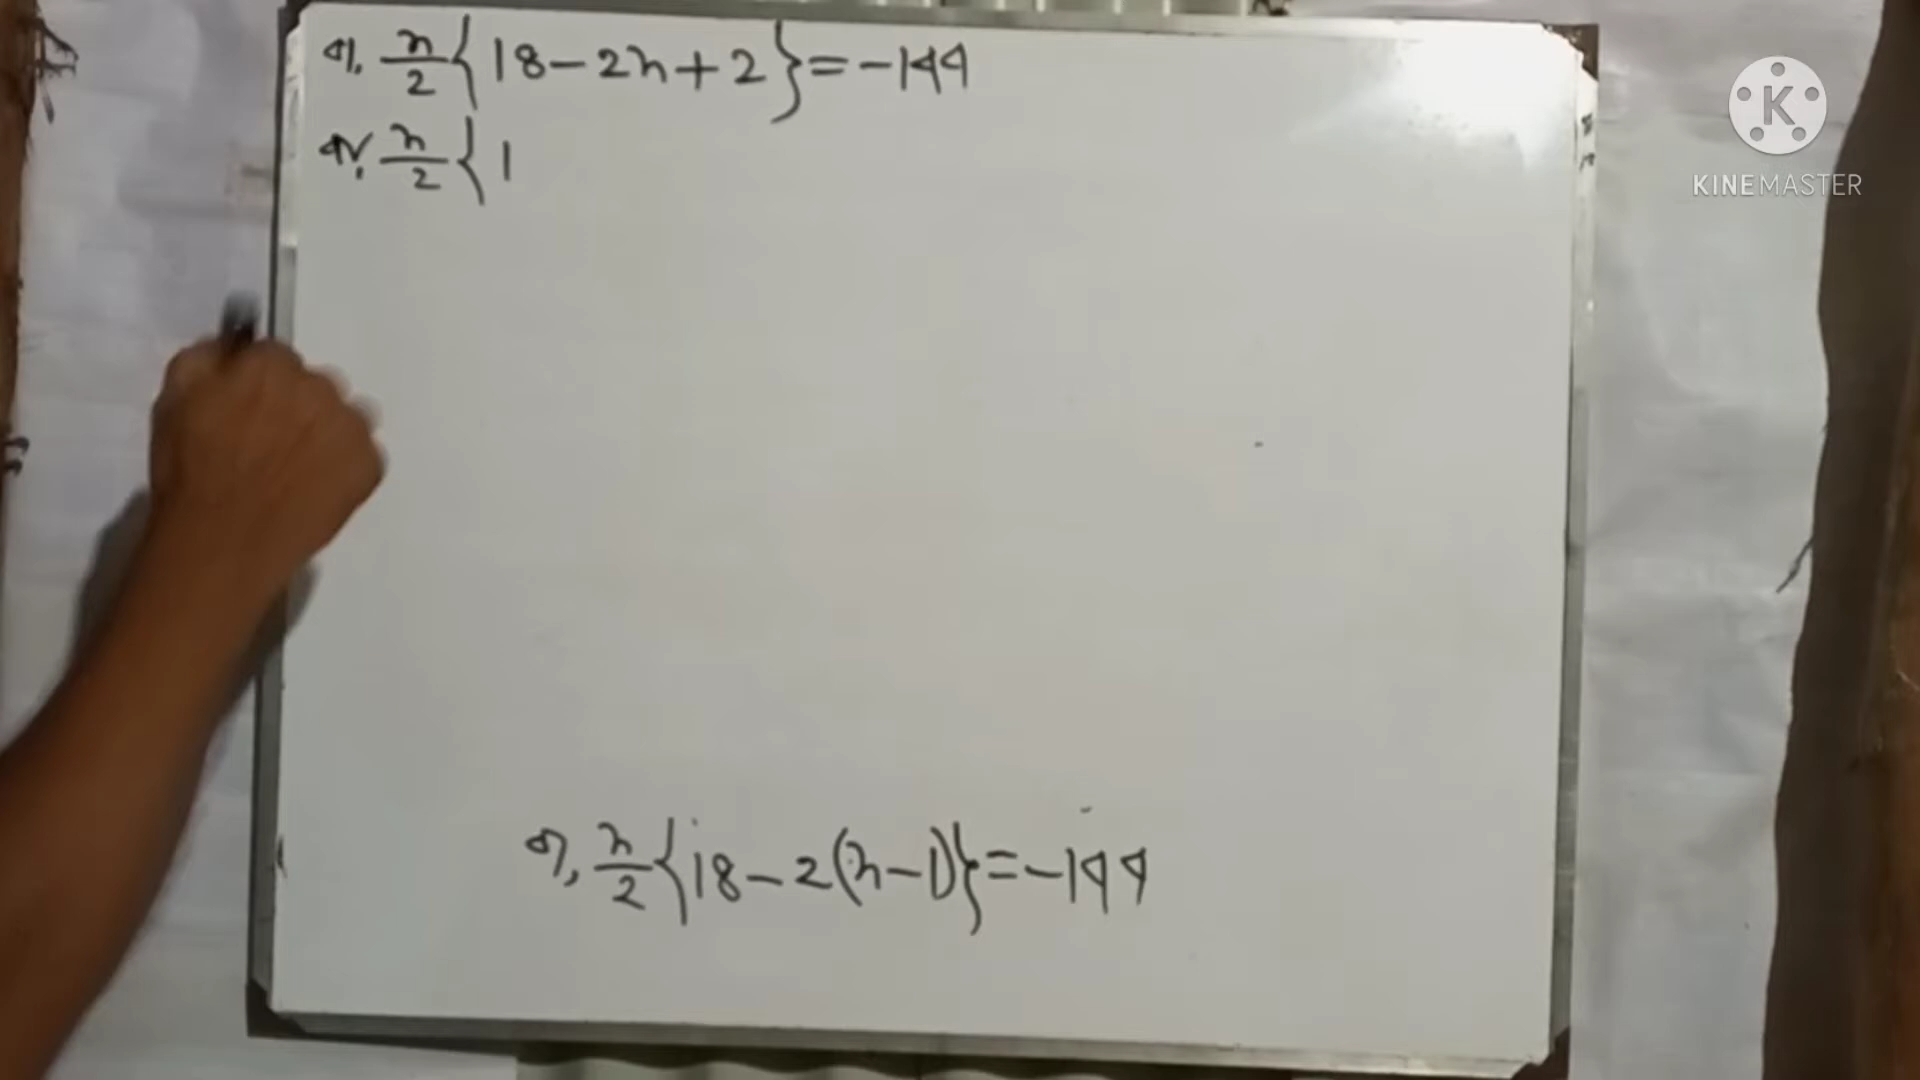 বা, n/2 { 18 - 2n + 2 } = -144
বা, n/2 { 1
বা, n/2 { 18 - 2(n-1) } = -144
K
KINEMASTER